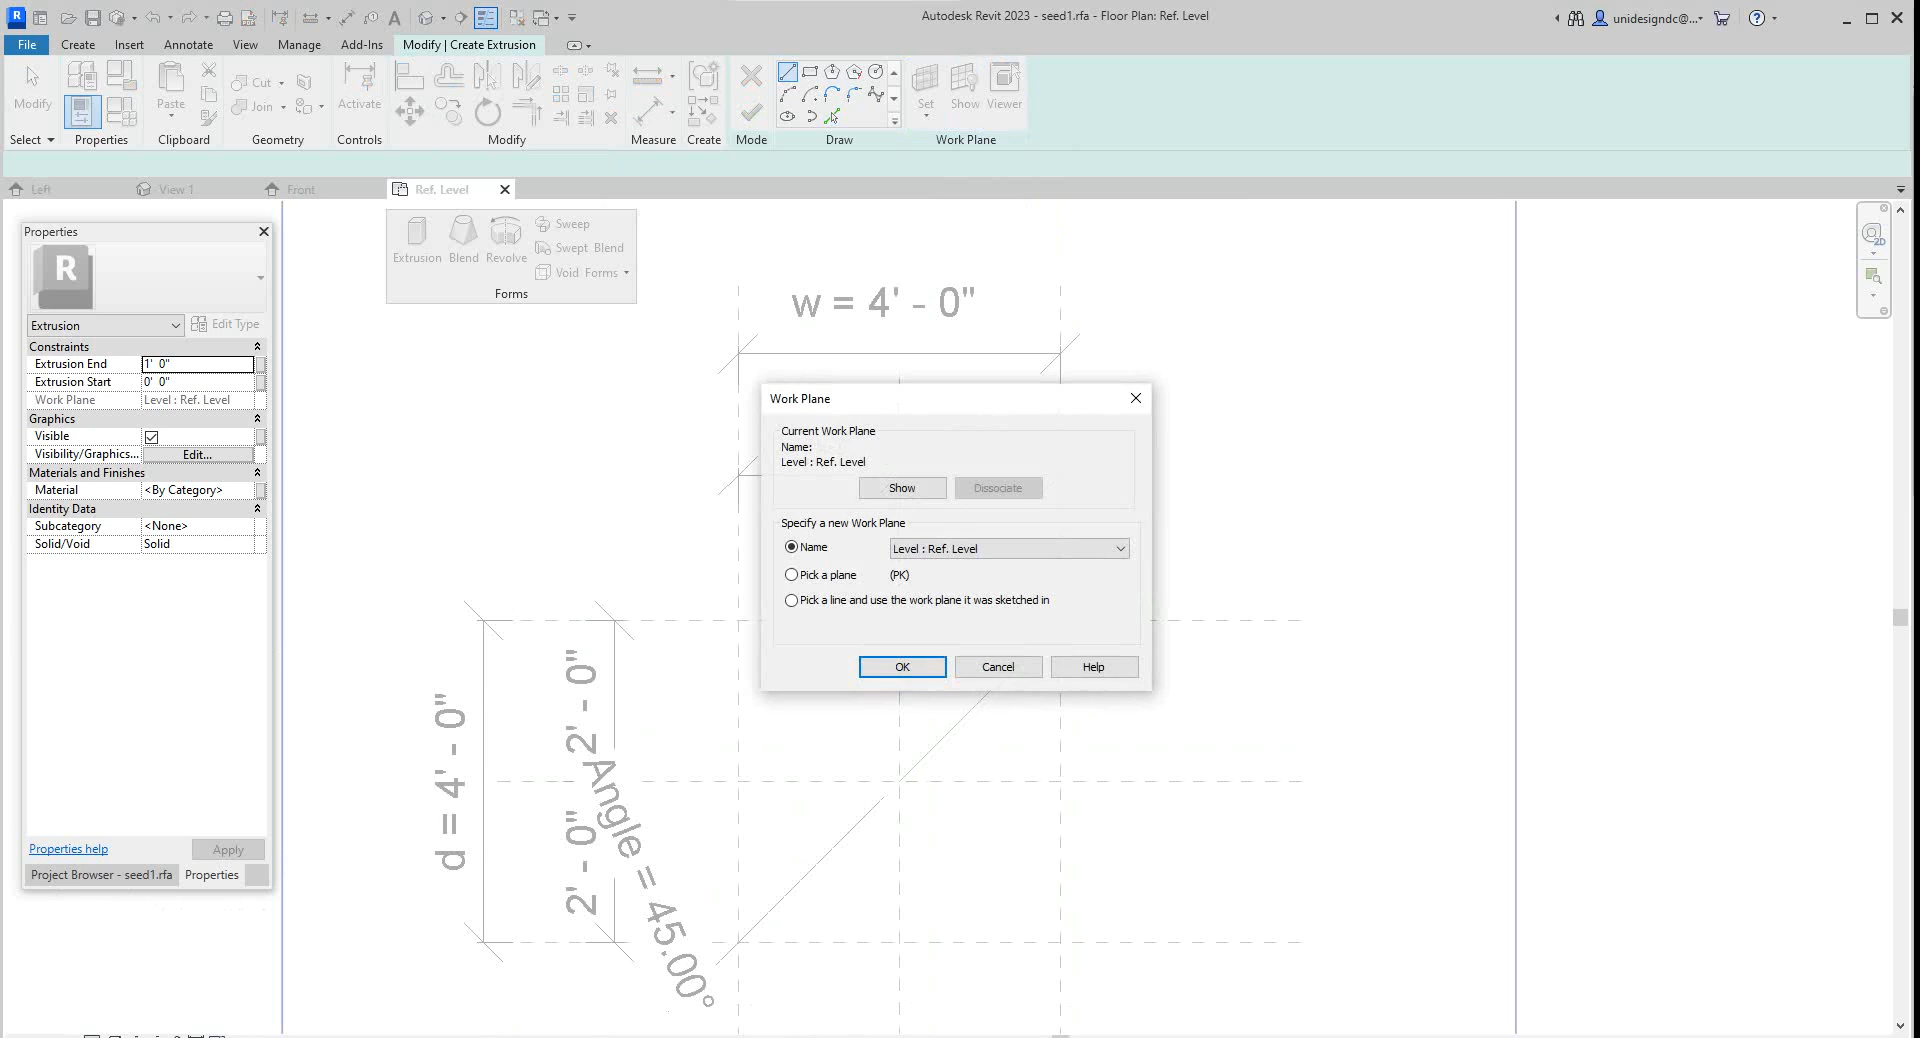 Autodesk Revit 2023 - seed1.rfa - Floor Plan: Ref. Level
unidesigndc@...
File
Create
Insert
Annotate
View
Manage
Add-Ins
Modify | Create Extrusion
Modify
Paste
Cut
Join
Activate
Set
Show
Viewer
Select
Properties
Clipboard
Geometry
Controls
Modify
Measure
Create
Mode
Draw
Work Plane
Left
View 1
Front
Ref. Level
Properties
R
Extrusion
Edit Type
Constraints
Extrusion End 1' 0"
Extrusion Start 0' 0"
Work Plane Level : Ref. Level
Graphics
Visible
Visibility/Graphics... Edit...
Materials and Finishes
Material <By Category>
Identity Data
Subcategory <None>
Solid/Void Solid
Properties help
Apply
Project Browser - seed1.rfa
Properties
Extrusion
Blend
Revolve
Sweep
Swept Blend
Void Forms
Forms
2D
w = 4' - 0"
Work Plane
Current Work Plane
Name:
Level : Ref. Level
Show
Dissociate
Specify a new Work Plane
Name
Level : Ref. Level
Pick a plane (PK)
Pick a line and use the work plane it was sketched in
OK
Cancel
Help
d = 4' - 0"
2' - 0"
2' - 0"
Angle = 45.00°